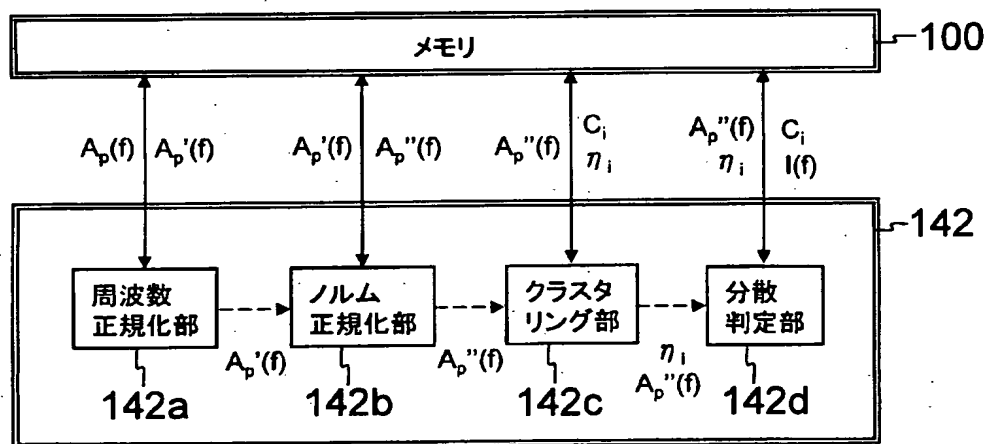 メモリ
100
Ap(f) Ap'(f)
Ap'(f) Ap''(f)
Ap''(f) Ci
ηi
Ap''(f) Ci
ηi I(f)
142
周波数
正規化部
ノルム
正規化部
クラスタ
リング部
分散
判定部
Ap'(f)
Ap''(f)
ηi
Ap''(f)
142a
142b
142c
142d